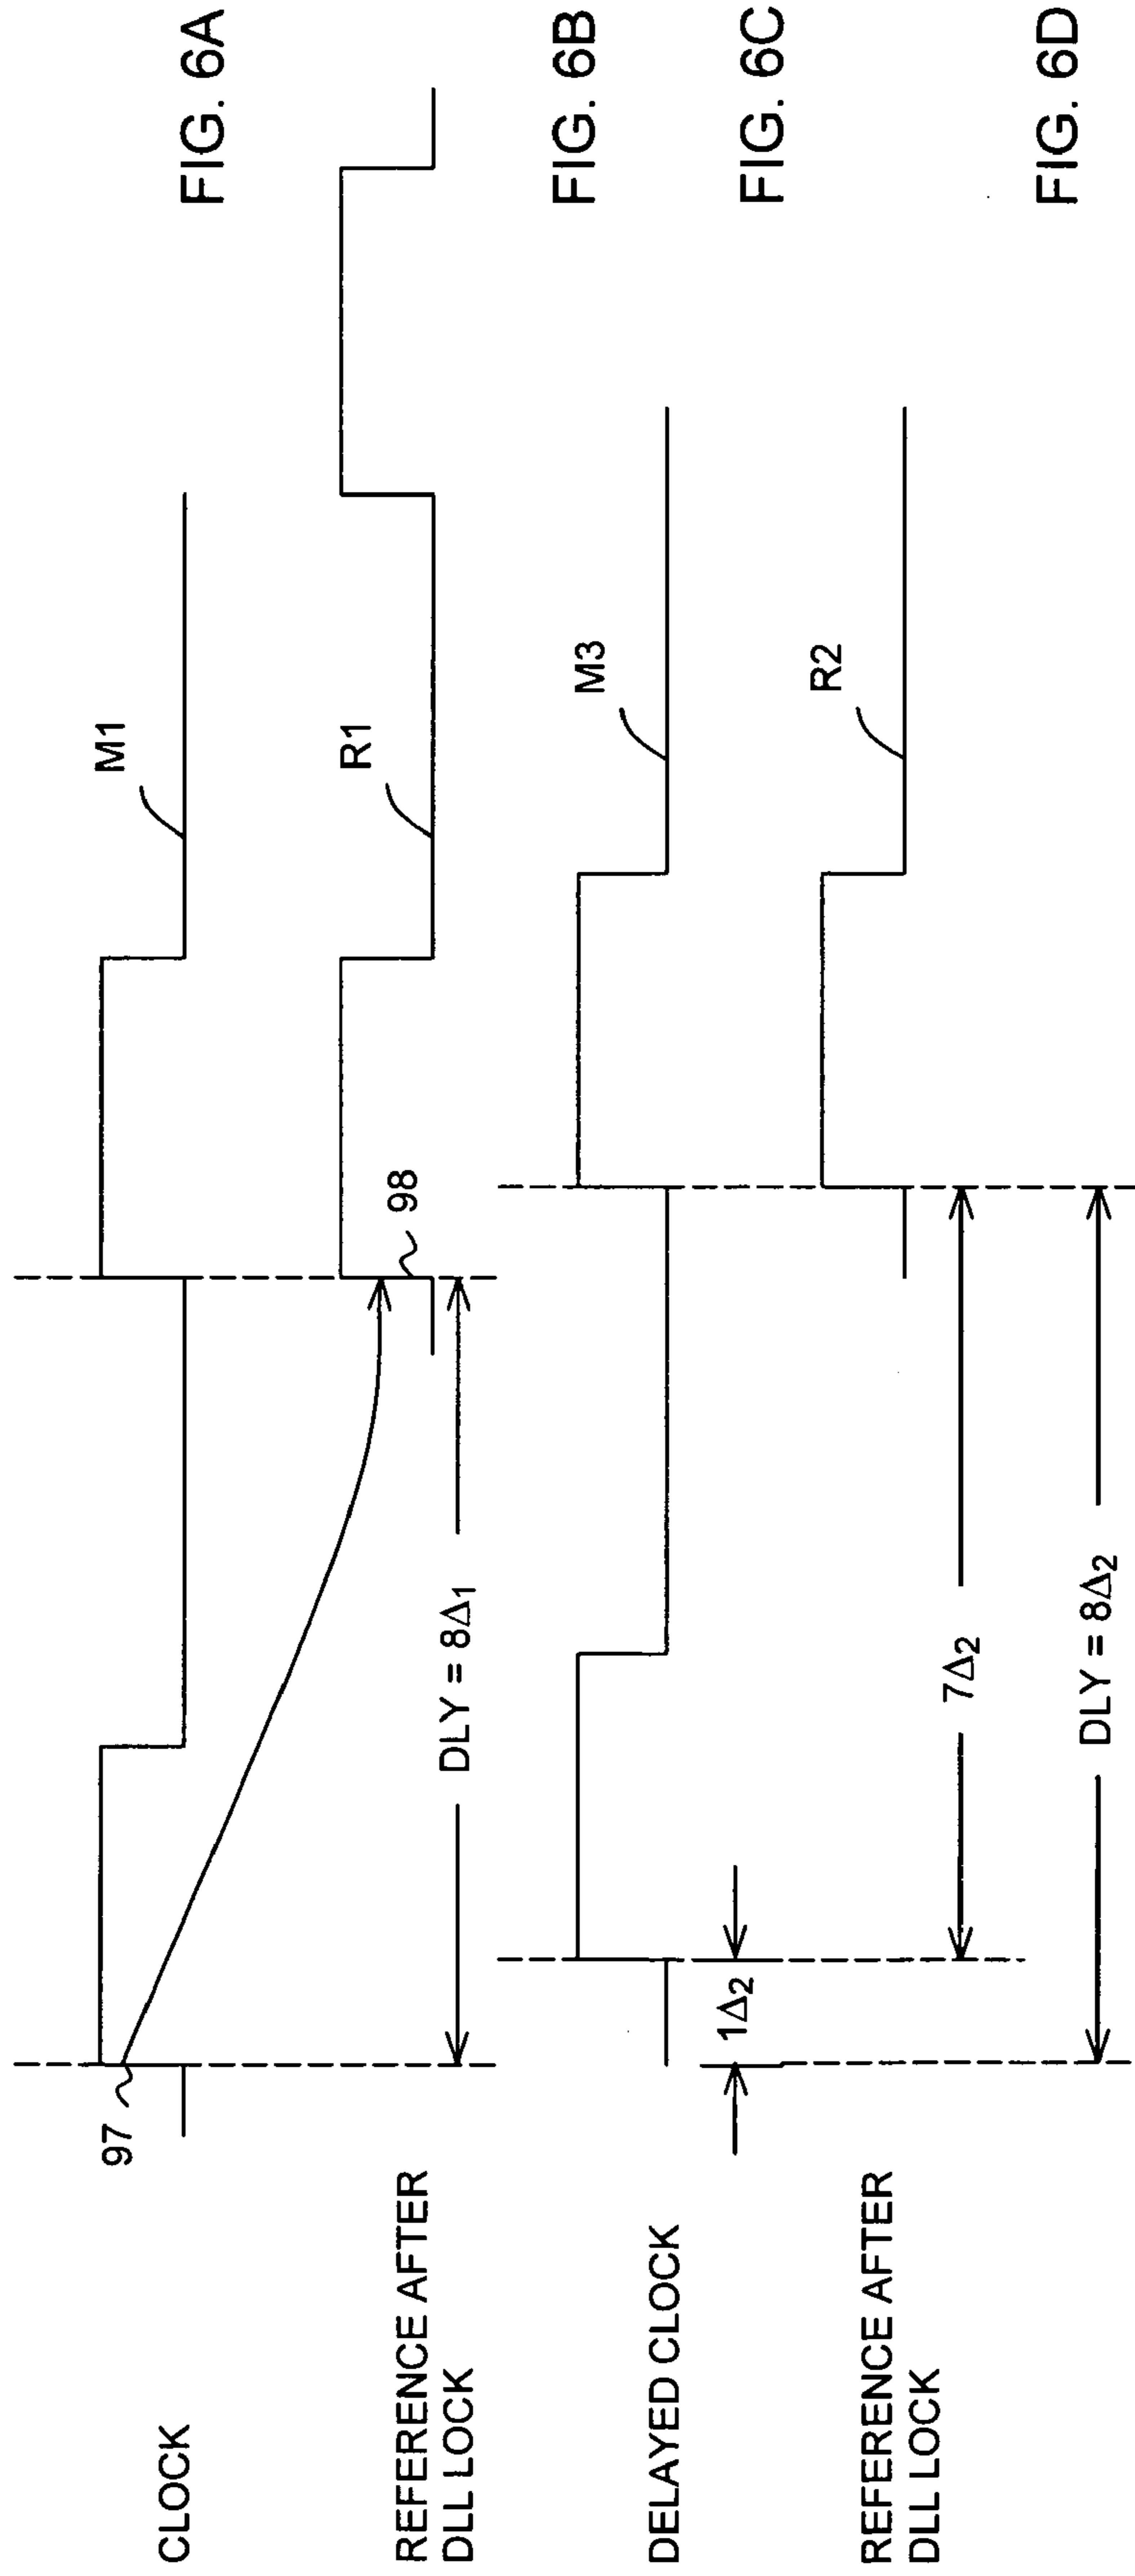 CLOCK
97
M1
FIG. 6A
REFERENCE AFTER
DLL LOCK
98
R1
DLY = 8Δ₁
FIG. 6B
DELAYED CLOCK
M3
1Δ₂
FIG. 6C
REFERENCE AFTER
DLL LOCK
R2
7Δ₂
DLY = 8Δ₂
FIG. 6D